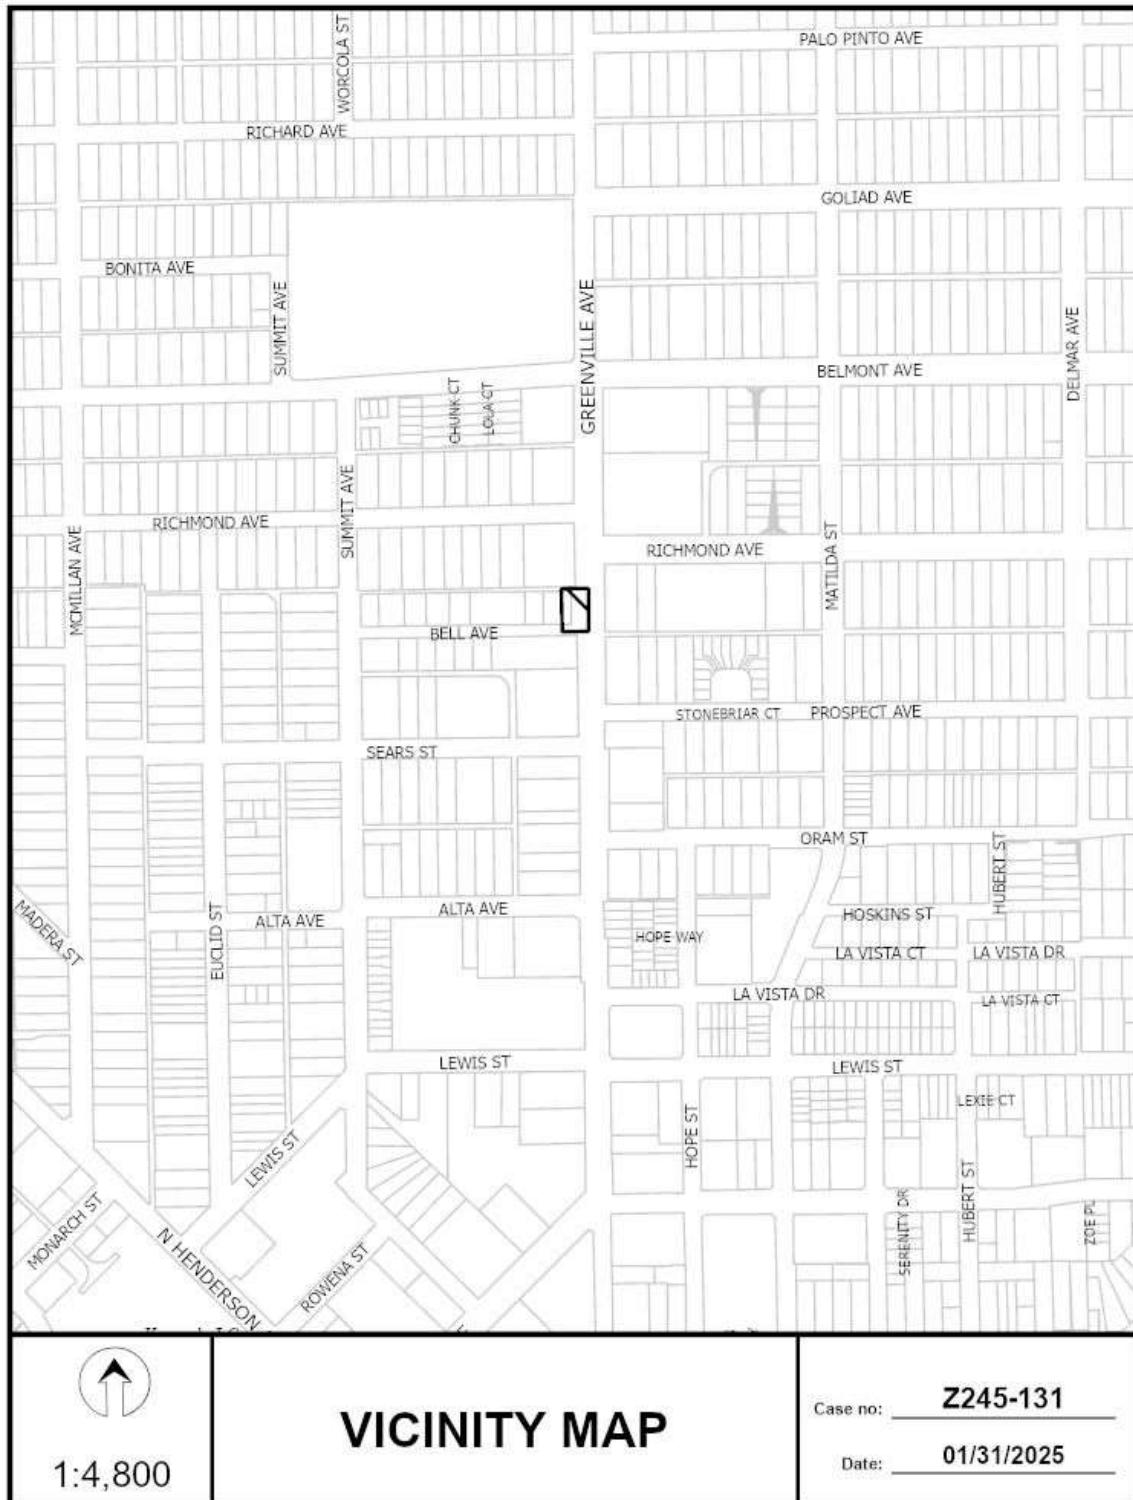 PALO PINTO AVE
WORCOLA ST
RICHARD AVE
GOLIAD AVE
BONITA AVE
SUMMIT AVE
GREENVILLE AVE
DELMAR AVE
BELMONT AVE
CHUNK CT
LOLA CT
SUMMIT AVE
RICHMOND AVE
MCMILLAN AVE
RICHMOND AVE
MATILDA ST
BELL AVE
STONEBRIAR CT
PROSPECT AVE
SEARS ST
ORAM ST
HUBERT ST
MADERA ST
EUCLID ST
ALTA AVE
ALTA AVE
HOSKINS ST
HOPE WAY
LA VISTA CT
LA VISTA DR
LA VISTA DR
LA VISTA CT
LEWIS ST
LEWIS ST
LEXIE CT
HOPE ST
LEWIS ST
MONARCH ST
N HENDERSON
ROWENA ST
SERENITY DR
HUBERT ST
ZOE PL
1:4,800
VICINITY MAP
Case no: Z245-131
Date: 01/31/2025